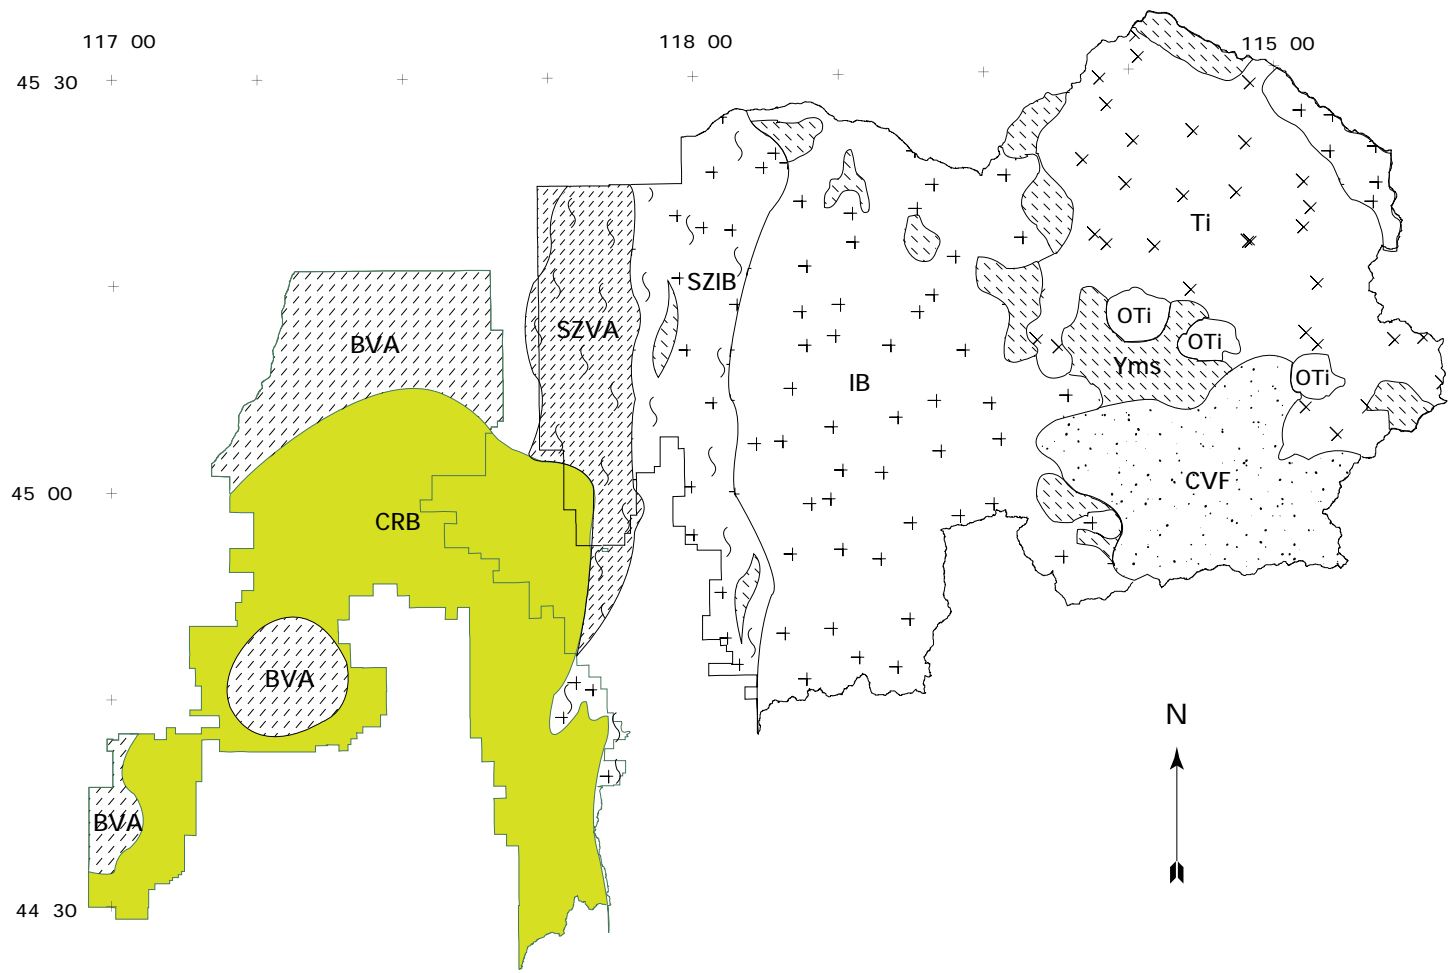 117 00
118 00
115 00
45 30
Ti
SZIB
OTi
SZVA
OTi
BVA
Yms
OTi
IB
CVF
45 00
CRB
BVA
N
BVA
44 30